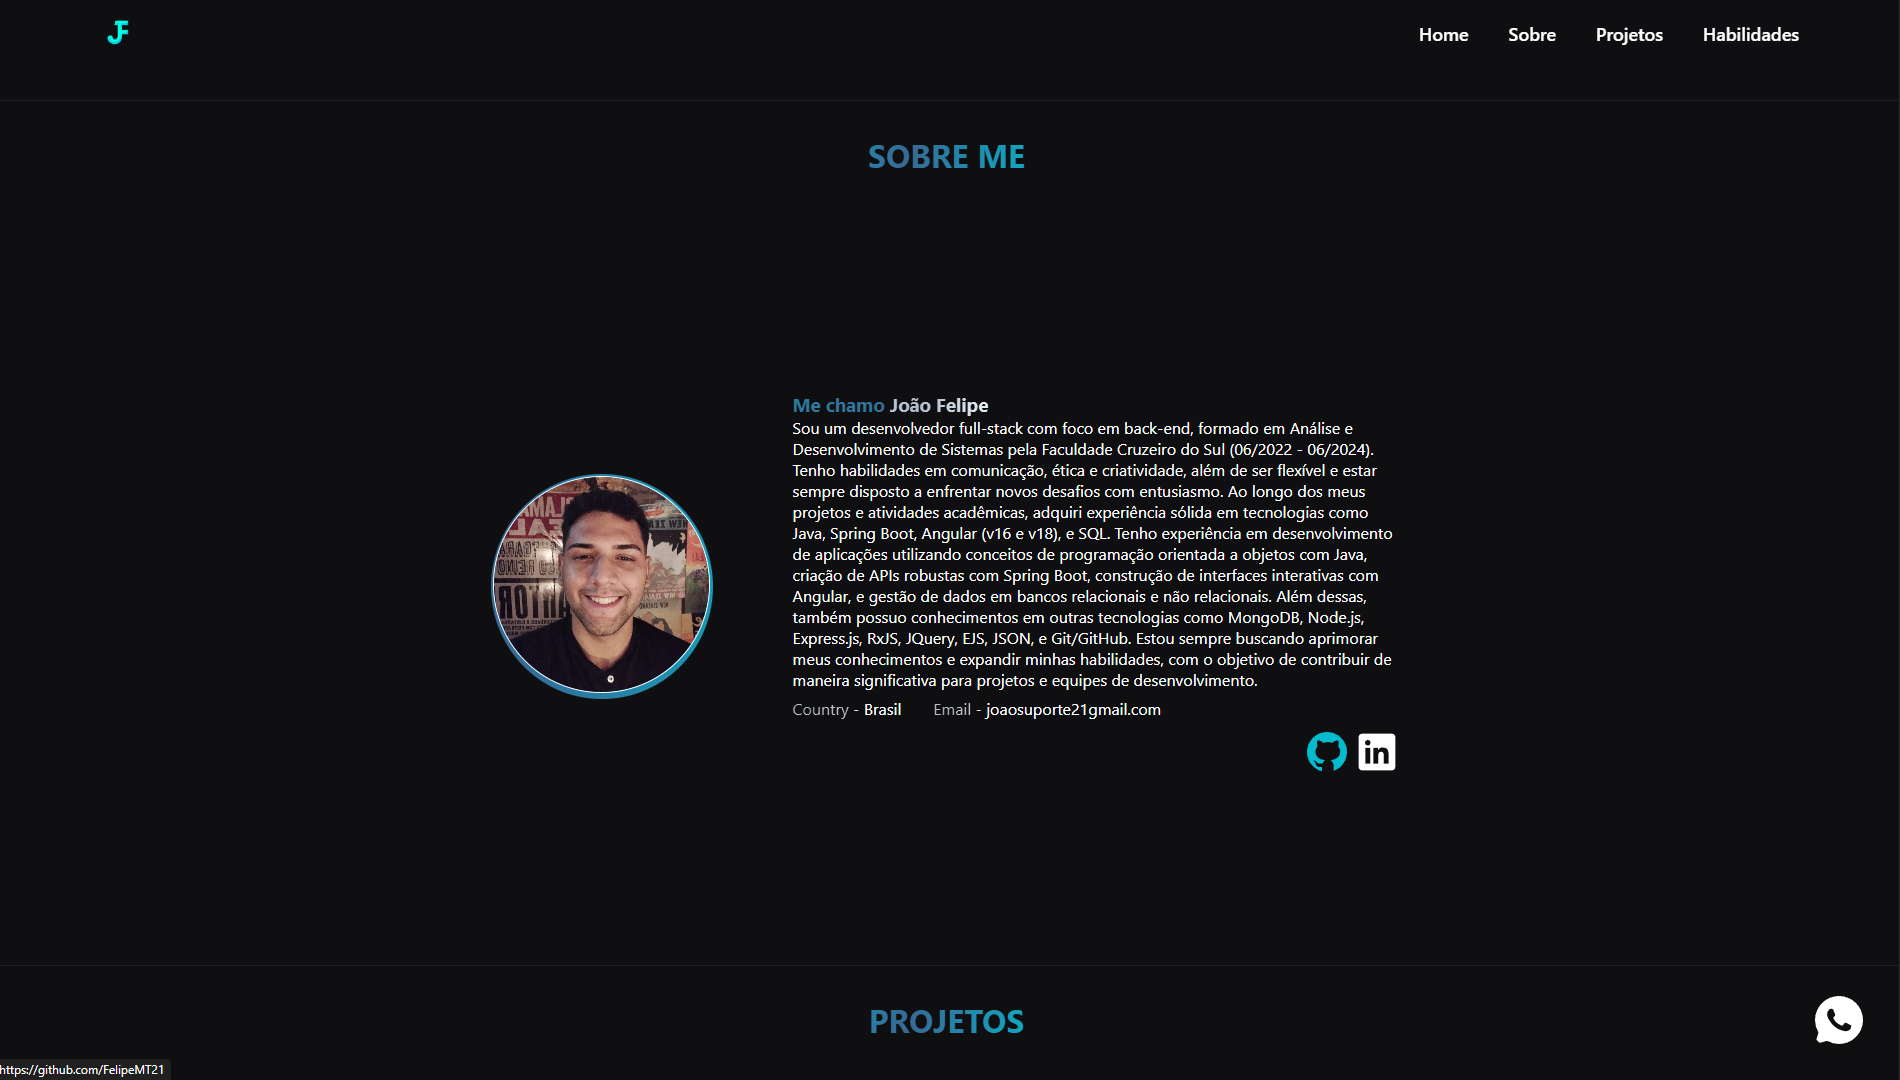 JF
Home Sobre Projetos Habilidades
SOBRE ME
Me chamo João Felipe
Sou um desenvolvedor full-stack com foco em back-end, formado em Análise e
Desenvolvimento de Sistemas pela Faculdade Cruzeiro do Sul (06/2022 - 06/2024).
Tenho habilidades em comunicação, ética e criatividade, além de ser flexível e estar
sempre disposto a enfrentar novos desafios com entusiasmo. Ao longo dos meus
projetos e atividades acadêmicas, adquiri experiência sólida em tecnologias como
Java, Spring Boot, Angular (v16 e v18), e SQL. Tenho experiência em desenvolvimento
de aplicações utilizando conceitos de programação orientada a objetos com Java,
criação de APIs robustas com Spring Boot, construção de interfaces interativas com
Angular, e gestão de dados em bancos relacionais e não relacionais. Além dessas,
também possuo conhecimentos em outras tecnologias como MongoDB, Node.js,
Express.js, RxJS, JQuery, EJS, JSON, e Git/GitHub. Estou sempre buscando aprimorar
meus conhecimentos e expandir minhas habilidades, com o objetivo de contribuir de
maneira significativa para projetos e equipes de desenvolvimento.
Country - Brasil Email - joaosuporte21gmail.com
in
PROJETOS
https://github.com/FelipeMT21